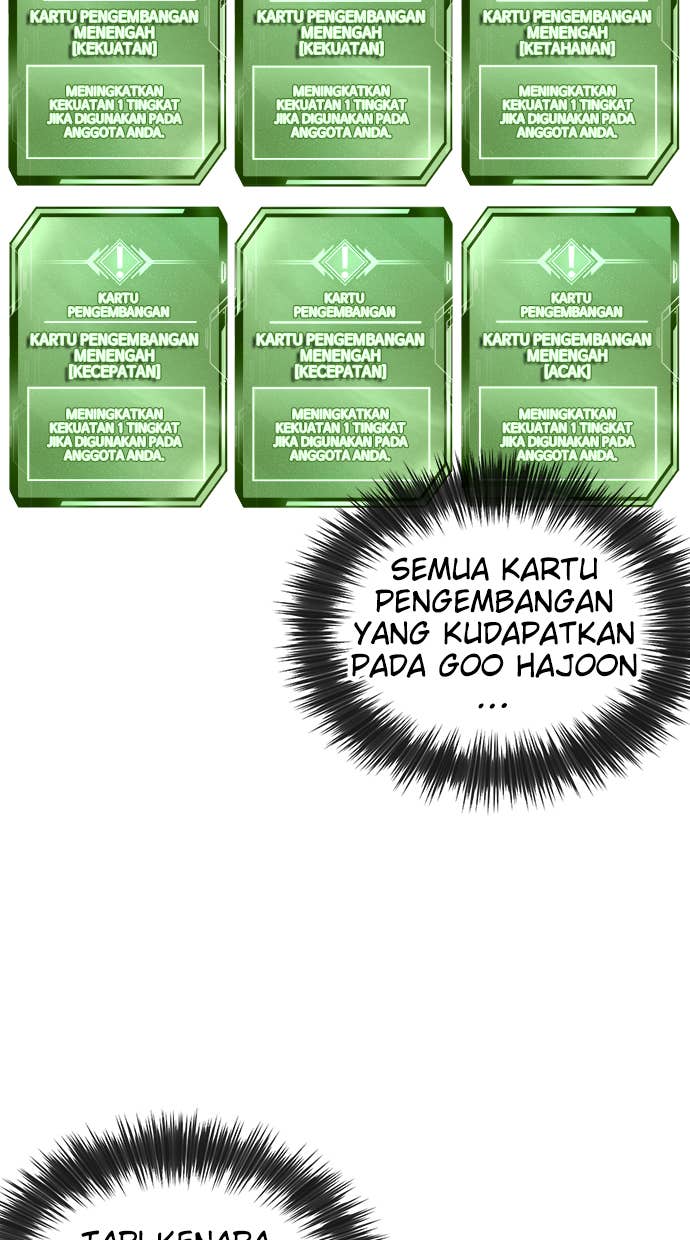 KARTU PENGEMBANGAN
MENENGAH
[KEKUATAN]
MENINGKATKAN
KEKUATAN 1 TINGKAT
JIKA DIGUNAKAN PADA
ANGGOTA ANDA.
KARTU PENGEMBANGAN
MENENGAH
[KEKUATAN]
MENINGKATKAN
KEKUATAN 1 TINGKAT
JIKA DIGUNAKAN PADA
ANGGOTA ANDA.
KARTU PENGEMBANGAN
MENENGAH
[KETAHANAN]
MENINGKATKAN
KEKUATAN 1 TINGKAT
JIKA DIGUNAKAN PADA
ANGGOTA ANDA.
!
KARTU
PENGEMBANGAN
KARTU PENGEMBANGAN
MENENGAH
[KECEPATAN]
MENINGKATKAN
KEKUATAN 1 TINGKAT
JIKA DIGUNAKAN PADA
ANGGOTA ANDA.
!
KARTU
PENGEMBANGAN
KARTU PENGEMBANGAN
MENENGAH
[KECEPATAN]
MENINGKATKAN
KEKUATAN 1 TINGKAT
JIKA DIGUNAKAN PADA
ANGGOTA ANDA.
!
KARTU
PENGEMBANGAN
KARTU PENGEMBANGAN
MENENGAH
[ACAK]
MENINGKATKAN
KEKUATAN 1 TINGKAT
JIKA DIGUNAKAN PADA
ANGGOTA ANDA.
SEMUA KARTU
PENGEMBANGAN
YANG KUDAPATKAN
PADA GOO HAJOON
...
TAPI KENAPA